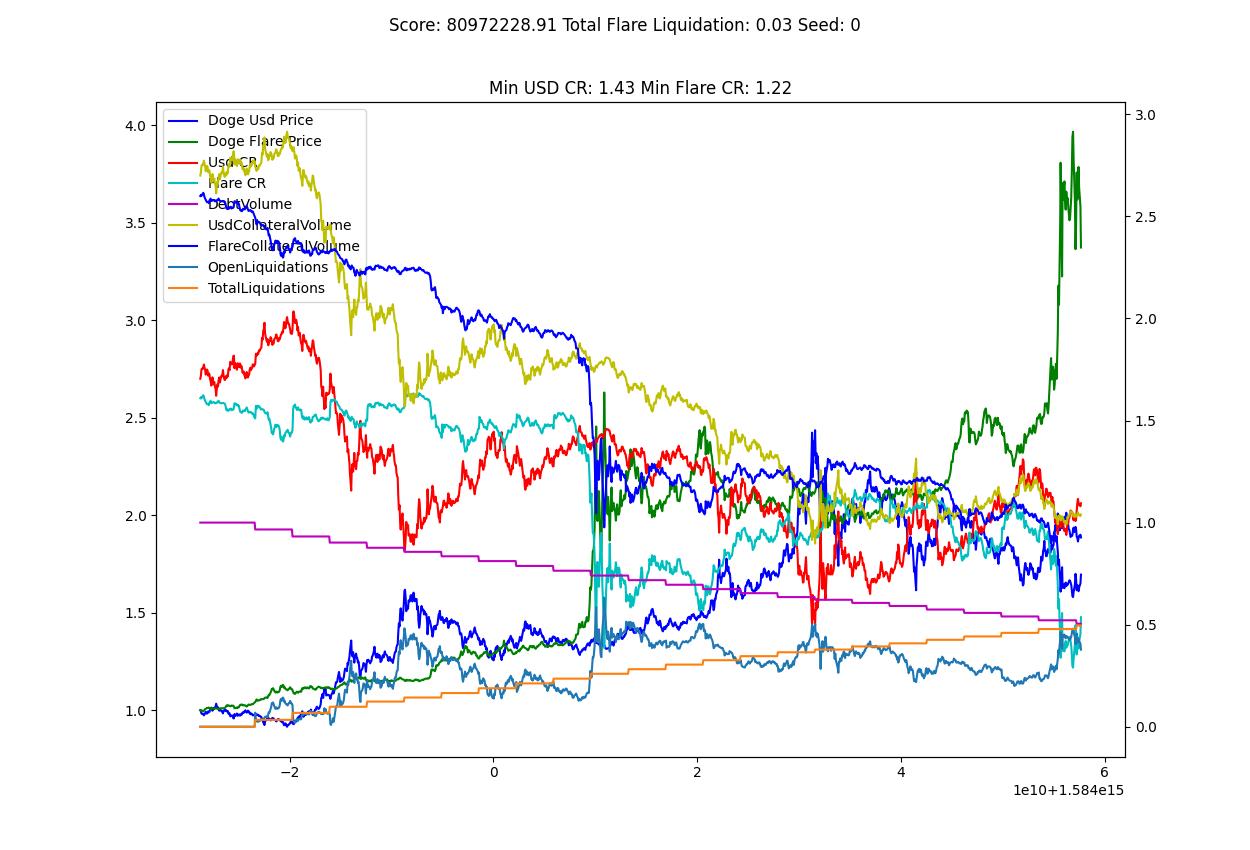 Score: 80972228.91 Total Flare Liquidation: 0.03 Seed: 0
Min USD CR: 1.43 Min Flare CR: 1.22
Doge Usd Price
Doge Flare Price
Usd CR
Flare CR
DebtVolume
UsdCollateralVolume
FlareCollateralVolume
OpenLiquidations
TotalLiquidations
4.0
3.5
3.0
2.5
2.0
1.5
1.0
3.0
2.5
2.0
1.5
1.0
0.5
0.0
−2
0
2
4
6
1e10+1.584e15